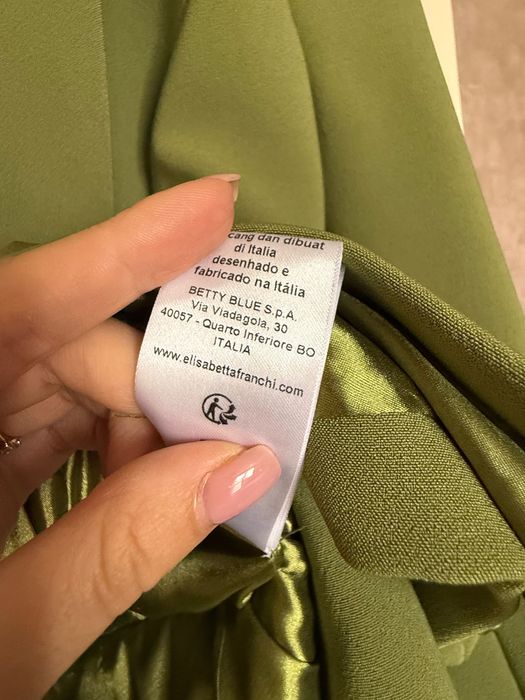 cang dan dibuat
di Italia
desenhado e
fabricado na Itália
BETTY BLUE S.p.A.
Via Viadagola, 30
40057 - Quarto Inferiore BO
ITALIA
www.elisabettafranchi.com